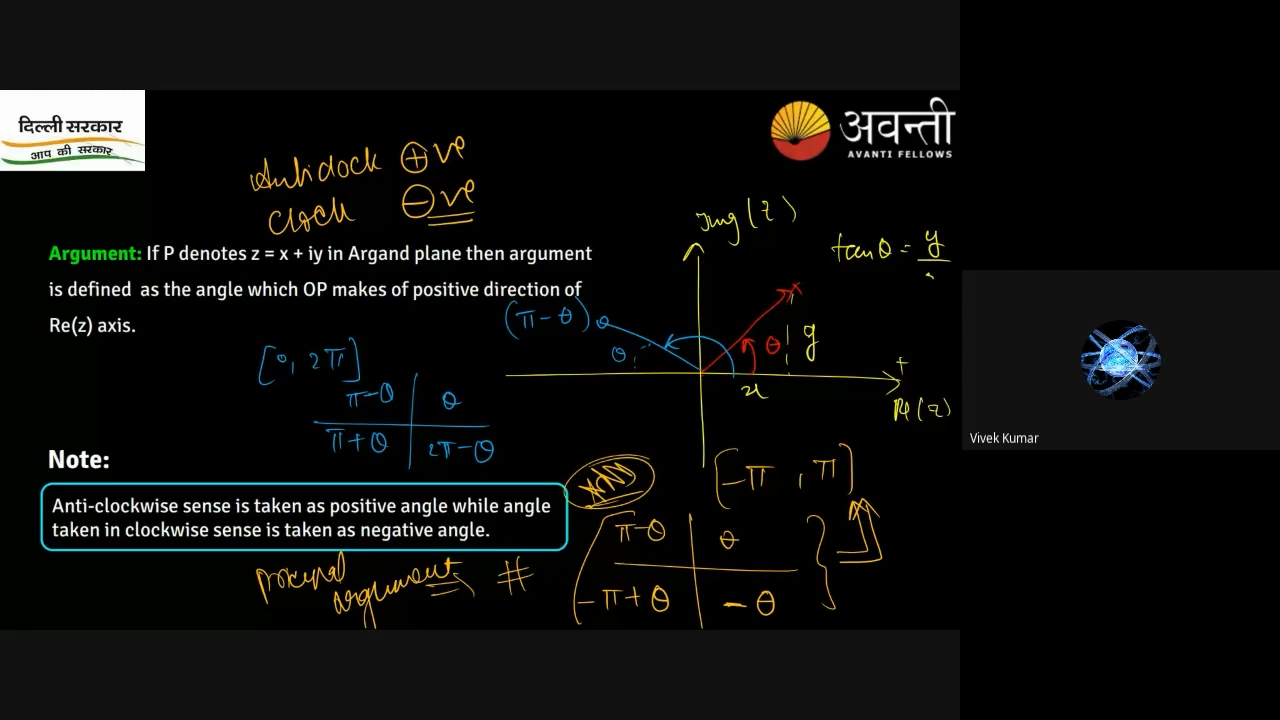 दिल्ली सरकार
आप की सरकार
अवन्ती
AVANTI FELLOWS
Anticlock ⊕ve
Clock ⊖ve
Img(z)
tanθ = y/
Argument: If P denotes z = x + iy in Argand plane then argument
is defined as the angle which OP makes of positive direction of
Re(z) axis.
(π-θ)
θ
θ
y
x
+
Re(z)
[0, 2π]
π-θ | θ
π+θ | 2π-θ
Note:
Anti-clockwise sense is taken as positive angle while angle
taken in clockwise sense is taken as negative angle.
[-π, π]
π-θ | θ
-π+θ | -θ
argument #
Vivek Kumar